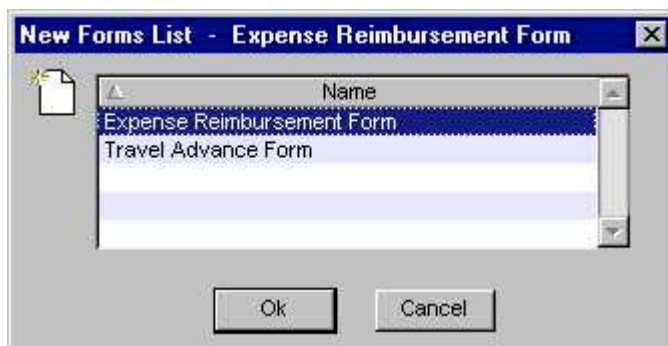 New Forms List - Expense Reimbursement Form
Name
Expense Reimbursement Form
Travel Advance Form
Ok Cancel